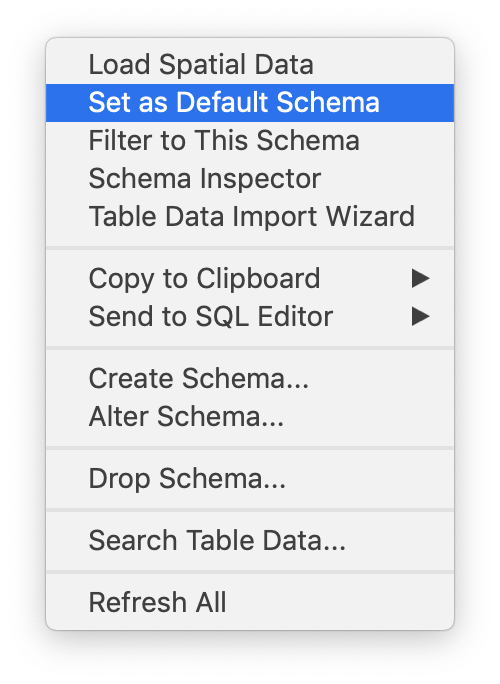 Load Spatial Data
Set as Default Schema
Filter to This Schema
Schema Inspector
Table Data Import Wizard
Copy to Clipboard
Send to SQL Editor
Create Schema...
Alter Schema...
Drop Schema...
Search Table Data...
Refresh All